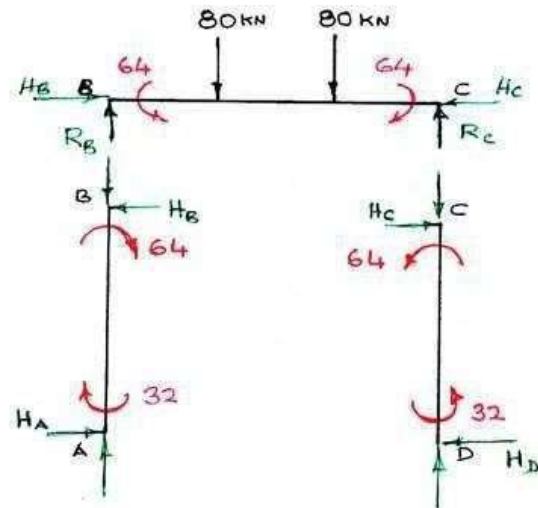 80KN 80KN
64 64
HB B C HC
RB RC
B HB HC C
64 64
32 32
HA A D HD